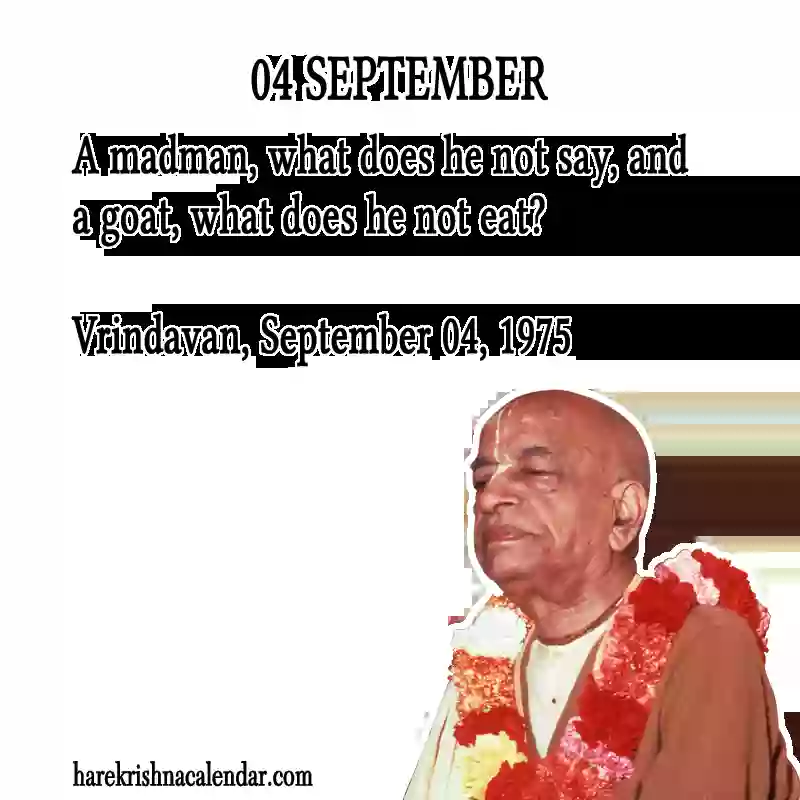 04 SEPTEMBER
A madman, what does he not say, and
a goat, what does he not eat?
Vrindavan, September 04, 1975
harekrishnacalendar.com